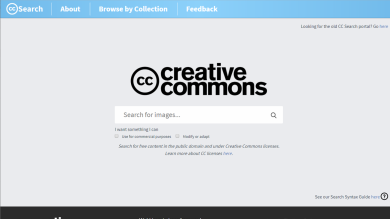 CC Search About Browse by Collection Feedback
Looking for the old CC Search portal? Go here
cc creative
commons
Search for images...
I want something I can
Use for commercial purposes Modify or adapt
Search for free content in the public domain and under Creative Commons licenses.
Learn more about CC licenses here.
See our Search Syntax Guide here ?